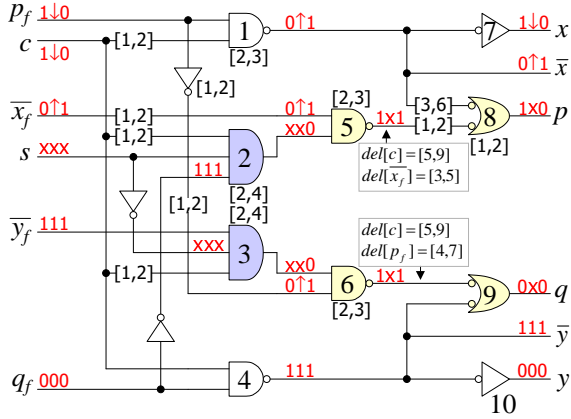 p_f 1↓0 1 0↑1 7 1↓0 x
c 1↓0 [1,2] [2,3]
0↑1 x̅
[1,2]
x̅_f 0↑1 [1,2] 0↑1 [2,3] 5 1x1 [3,6] 8 1x0 p
[1,2] xx0 [1,2] [1,2]
s xxx 2
111
[2,4]
del[c] = [5,9]
del[x̅_f] = [3,5]
[1,2] [2,4]
y̅_f 111 3
xxx
del[c] = [5,9]
del[p_f] = [4,7]
[1,2] xx0
0↑1 6 1x1 9 0x0 q
[2,3]
111 y̅
q_f 000 4 111 10 000 y